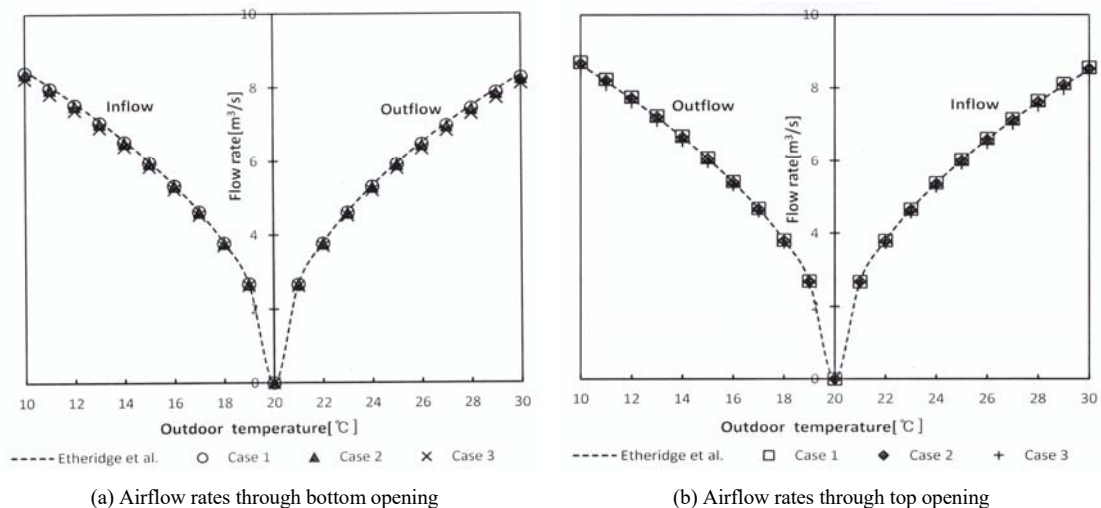 10
8
6
4
2
0
Flow rate[m³/s]
Inflow
Outflow
10 12 14 16 18 20 22 24 26 28 30
Outdoor temperature[℃]
Etheridge et al. Case 1 Case 2 Case 3
(a) Airflow rates through bottom opening
10
8
6
4
2
0
Flow rate[m³/s]
Outflow
Inflow
10 12 14 16 18 20 22 24 26 28 30
Outdoor temperature[℃]
Etheridge et al. Case 1 Case 2 Case 3
(b) Airflow rates through top opening